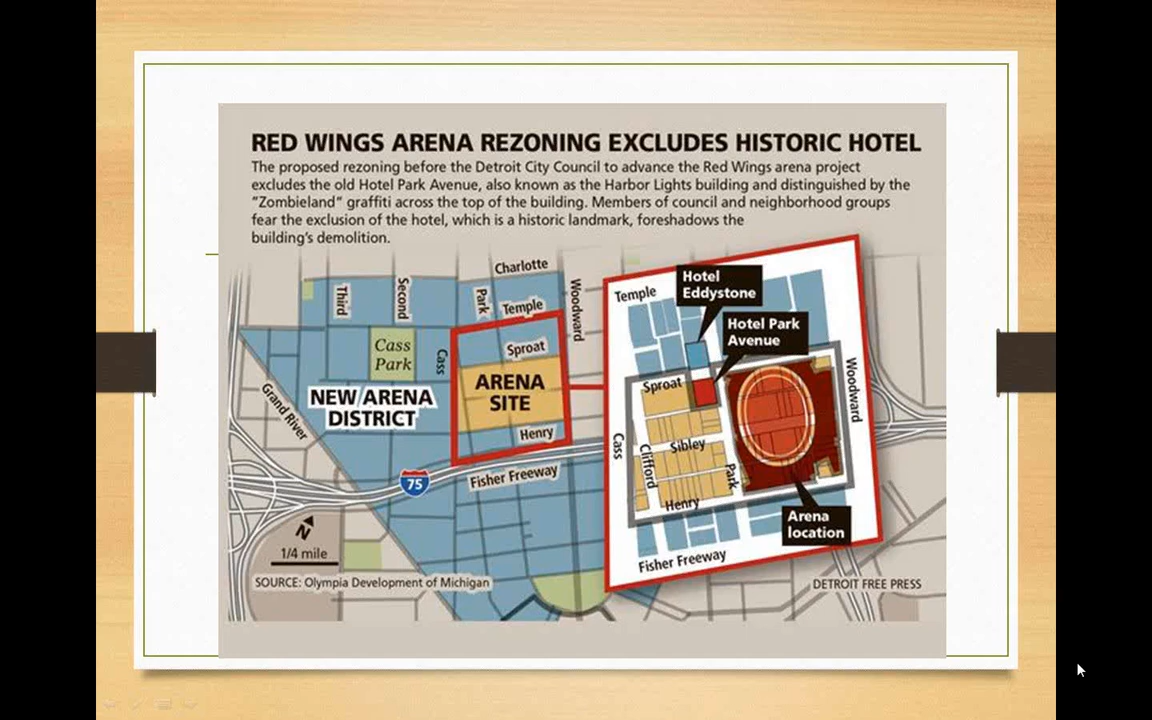 RED WINGS ARENA REZONING EXCLUDES HISTORIC HOTEL
The proposed rezoning before the Detroit City Council to advance the Red Wings arena project
excludes the old Hotel Park Avenue, also known as the Harbor Lights building and distinguished by the
"Zombieland" graffiti across the top of the building. Members of council and neighborhood groups
fear the exclusion of the hotel, which is a historic landmark, foreshadows the
building's demolition.
Charlotte
Third
Second
Park
Temple
Woodward
Cass
Park
Cass
Sproat
ARENA
SITE
Henry
NEW ARENA
DISTRICT
Grand River
75
Fisher Freeway
N
1/4 mile
SOURCE: Olympia Development of Michigan
Temple
Hotel
Eddystone
Hotel Park
Avenue
Sproat
Woodward
Cass
Clifford
Sibley
Park
Henry
Arena
location
Fisher Freeway
DETROIT FREE PRESS